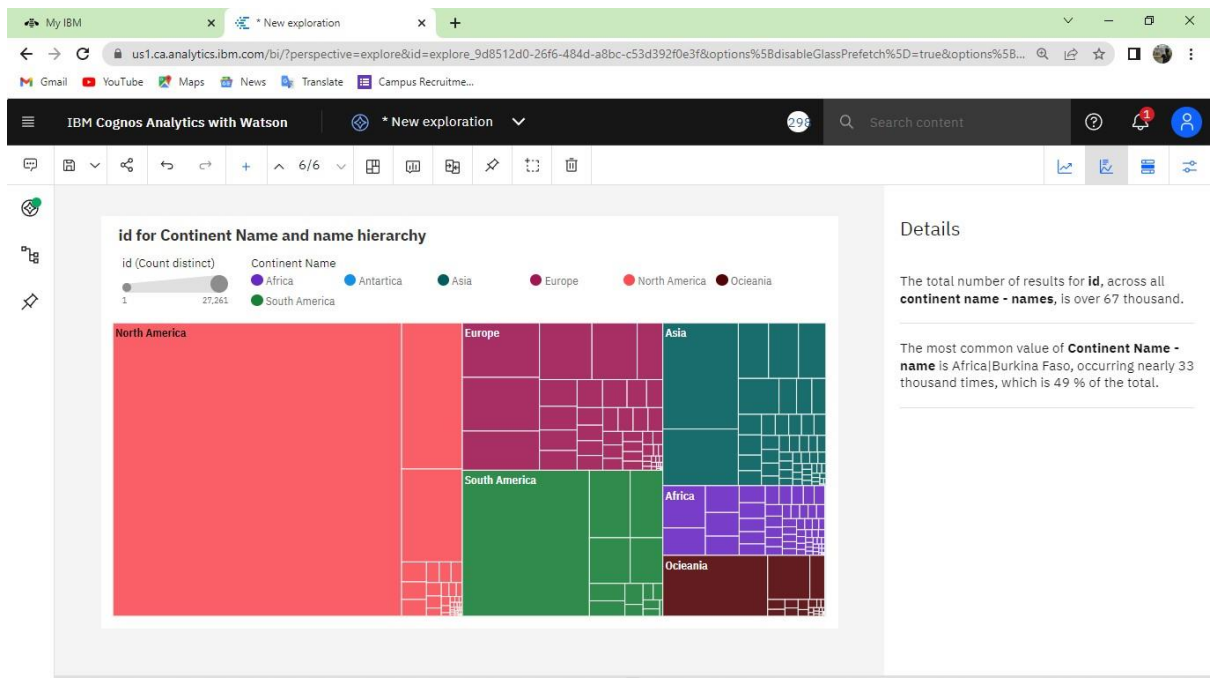 My IBM
* New exploration
us1.ca.analytics.ibm.com/bi/?perspective=explore&id=explore_9d8512d0-26f6-484d-a8bc-c53d392f0e3f&options%5BdisableGlassPrefetch%5D=true&options%5B...
Gmail YouTube Maps News Translate Campus Recruitme...
IBM Cognos Analytics with Watson
* New exploration
298
Search content
1
6/6
id for Continent Name and name hierarchy
id (Count distinct)
1 27,261
Continent Name
Africa Antartica Asia Europe North America Ocieania
South America
North America
Europe
Asia
South America
Africa
Ocieania
Details
The total number of results for id, across all
continent name - names, is over 67 thousand.
The most common value of Continent Name -
name is Africa|Burkina Faso, occurring nearly 33
thousand times, which is 49 % of the total.